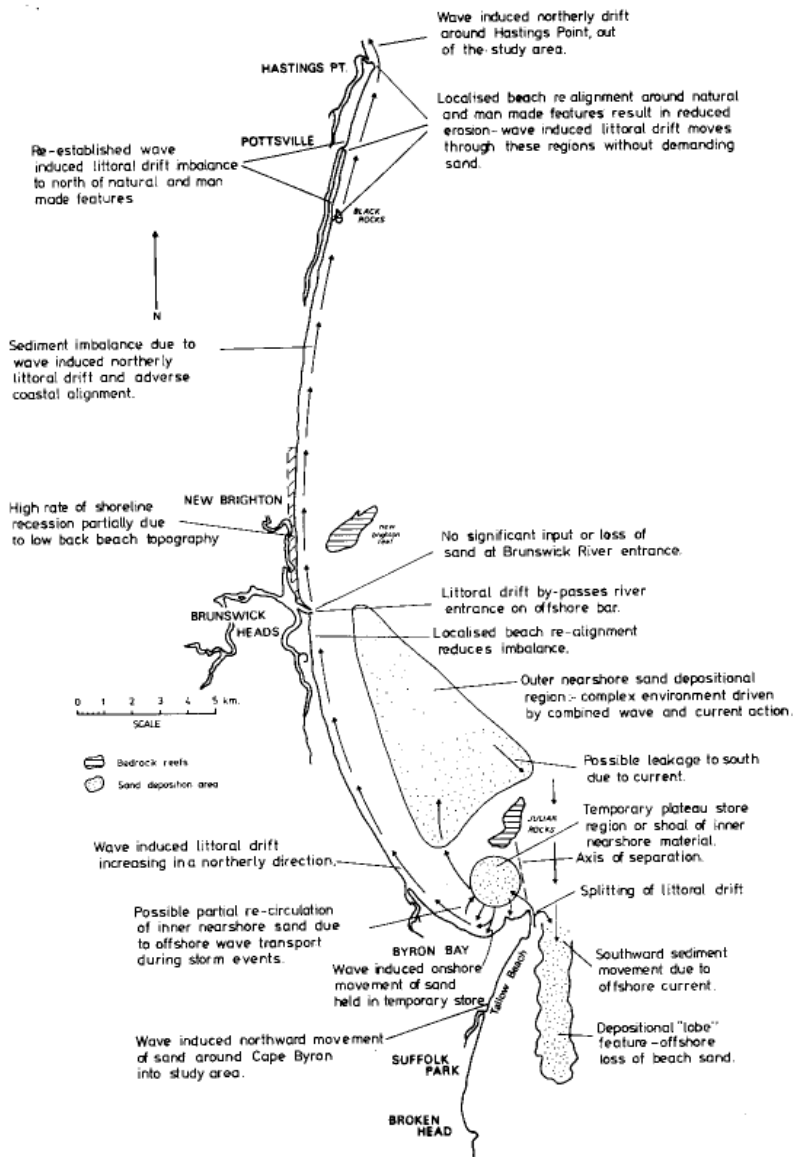 Wave induced northerly drift
around Hastings Point, out
of the study area.
HASTINGS PT.
Localised beach re alignment around natural
and man made features result in reduced
erosion-wave induced littoral drift moves
through these regions without demanding
sand.
POTTSVILLE
Re-established wave
induced littoral drift imbalance
to north of natural and man
made features
BLACK
ROCKS
N
Sediment imbalance due to
wave induced northerly
littoral drift and adverse
coastal alignment.
NEW BRIGHTON
High rate of shoreline
recession partially due
to low back beach topography
new
brighton
reef
No significant input or loss of
sand at Brunswick River entrance.
Littoral drift by-passes river
entrance on offshore bar.
BRUNSWICK
HEADS
Localised beach re-alignment
reduces imbalance.
Outer nearshore sand depositional
region:- complex environment driven
by combined wave and current action.
0 1 2 3 4 5 km.
SCALE
Bedrock reefs
Sand deposition area
Possible leakage to south
due to current.
JULIAN
ROCKS
Temporary plateau store
region or shoal of inner
nearshore material.
Axis of separation.
Wave induced littoral drift
increasing in a northerly direction.
Splitting of littoral drift
Possible partial re-circulation
of inner nearshore sand due
to offshore wave transport
during storm events.
BYRON BAY
Wave induced onshore
movement of sand
held in temporary store
Tallow Beach
Southward sediment
movement due to
offshore current.
Wave induced northward movement
of sand around Cape Byron
into study area.
SUFFOLK
PARK
Depositional "lobe"
feature-offshore
loss of beach sand.
BROKEN
HEAD